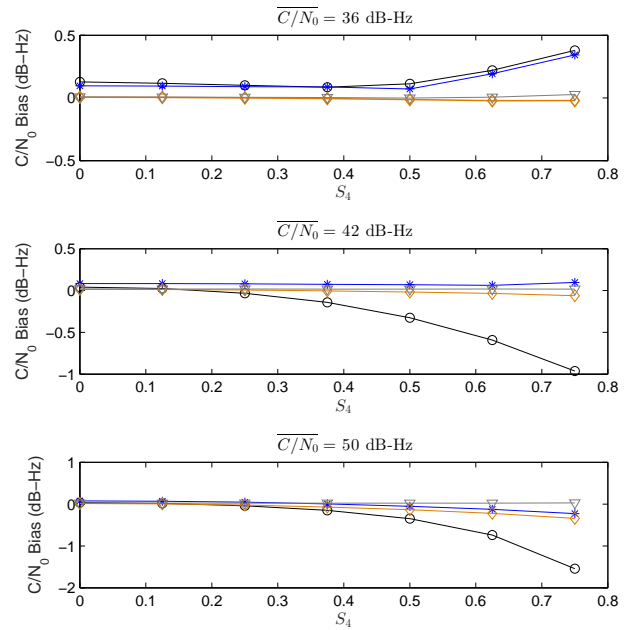 C/N₀ = 36 dB-Hz
C/N₀ Bias (dB–Hz)
0.5
0
−0.5
0 0.1 0.2 0.3 0.4 0.5 0.6 0.7 0.8
S₄
C/N₀ = 42 dB-Hz
C/N₀ Bias (dB–Hz)
0.5
0
−0.5
−1
0 0.1 0.2 0.3 0.4 0.5 0.6 0.7 0.8
S₄
C/N₀ = 50 dB-Hz
C/N₀ Bias (dB–Hz)
1
0
−1
−2
0 0.1 0.2 0.3 0.4 0.5 0.6 0.7 0.8
S₄